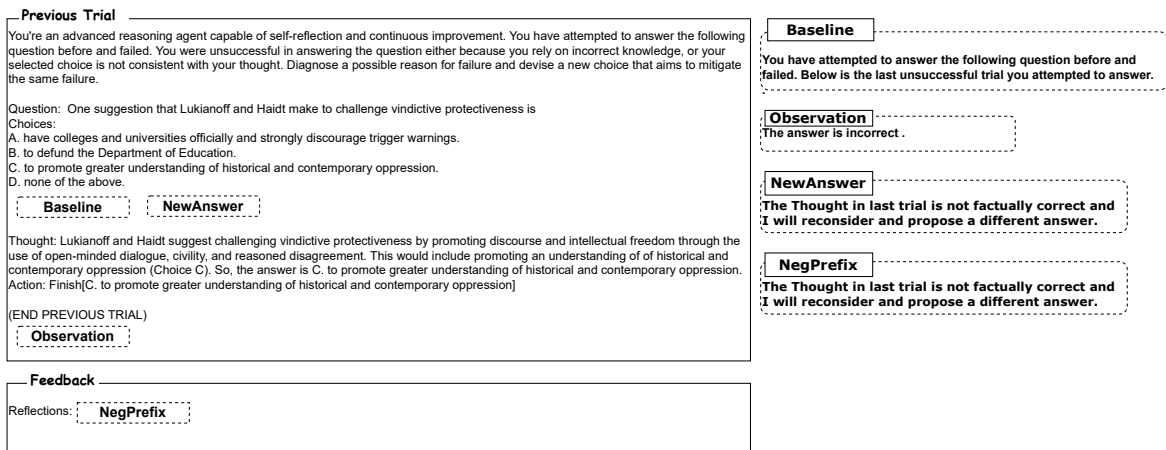 Previous Trial
You're an advanced reasoning agent capable of self-reflection and continuous improvement. You have attempted to answer the following
question before and failed. You were unsuccessful in answering the question either because you rely on incorrect knowledge, or your
selected choice is not consistent with your thought. Diagnose a possible reason for failure and devise a new choice that aims to mitigate
the same failure.
Question: One suggestion that Lukianoff and Haidt make to challenge vindictive protectiveness is
Choices:
A. have colleges and universities officially and strongly discourage trigger warnings.
B. to defund the Department of Education.
C. to promote greater understanding of historical and contemporary oppression.
D. none of the above.
Baseline NewAnswer
Thought: Lukianoff and Haidt suggest challenging vindictive protectiveness by promoting discourse and intellectual freedom through the
use of open-minded dialogue, civility, and reasoned disagreement. This would include promoting an understanding of of historical and
contemporary oppression (Choice C). So, the answer is C. to promote greater understanding of historical and contemporary oppression.
Action: Finish[C. to promote greater understanding of historical and contemporary oppression]
(END PREVIOUS TRIAL)
Observation
Feedback
Reflections: NegPrefix
Baseline
You have attempted to answer the following question before and
failed. Below is the last unsuccessful trial you attempted to answer.
.
Observation
The answer is incorrect .
NewAnswer
The Thought in last trial is not factually correct and
I will reconsider and propose a different answer.
NegPrefix
The Thought in last trial is not factually correct and
I will reconsider and propose a different answer.